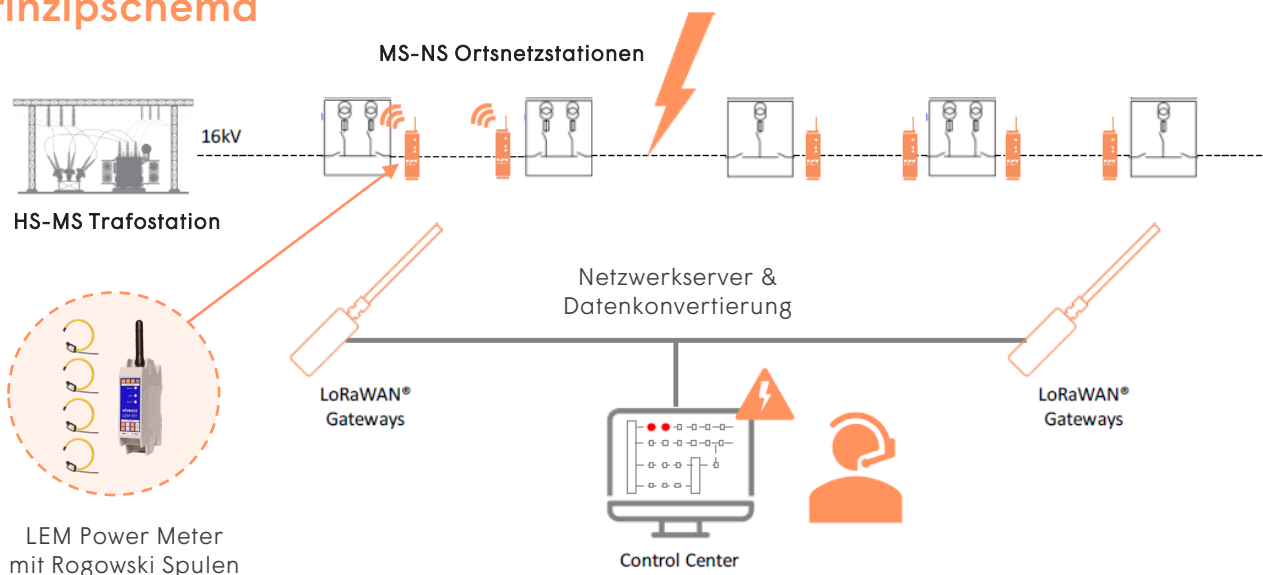 rinzipschema
MS-NS Ortsnetzstationen
16kV
HS-MS Trafostation
Netzwerkserver &
Datenkonvertierung
LoRaWAN®
Gateways
LoRaWAN®
Gateways
LEM Power Meter
mit Rogowski Spulen
Control Center